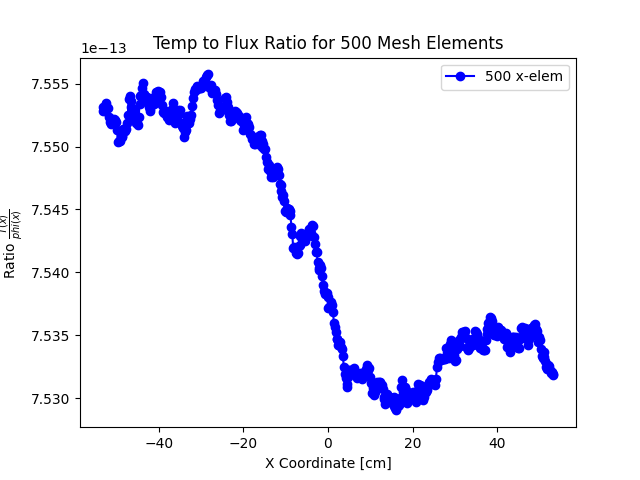 Temp to Flux Ratio for 500 Mesh Elements
1e−13
500 x-elem
7.555
7.550
7.545
7.540
7.535
7.530
Ratio T(x)/phi(x)
−40
−20
0
20
40
X Coordinate [cm]